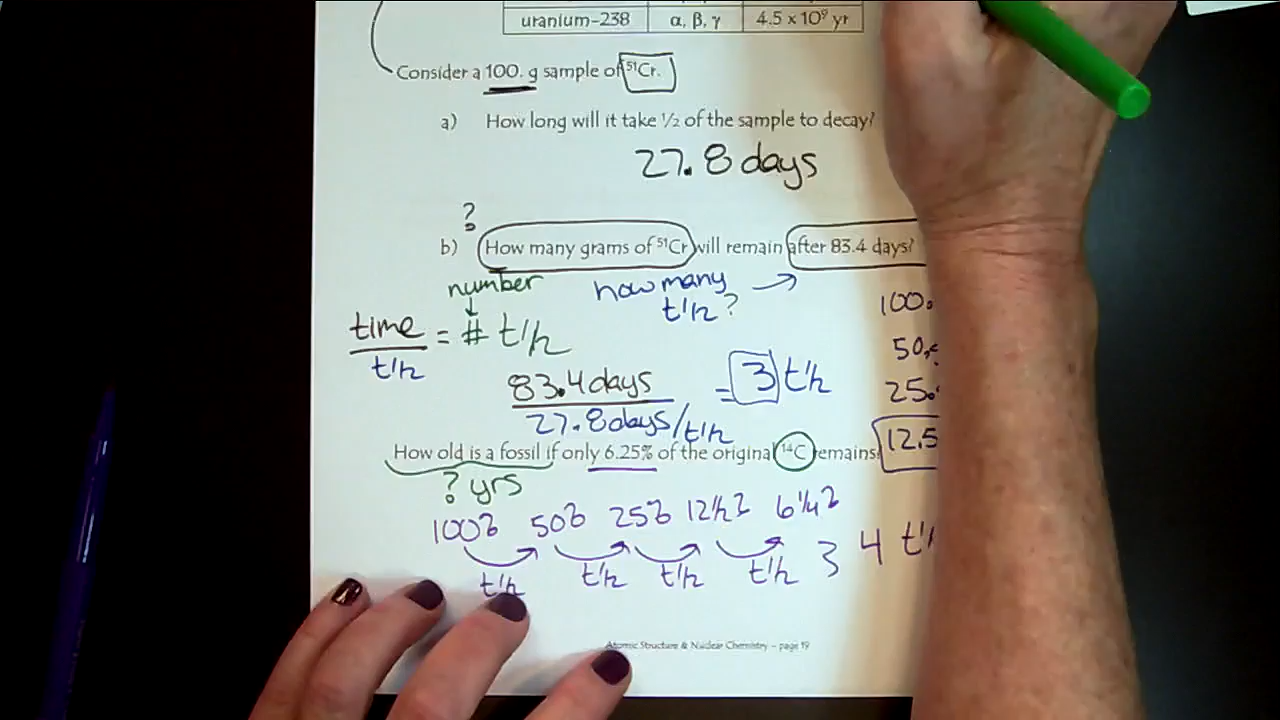 uranium-238 α, β, γ 4.5 x 10⁹ yr
Consider a 100. g sample of ⁵¹Cr.
a) How long will it take ½ of the sample to decay?
27.8 days
?
b) How many grams of ⁵¹Cr will remain after 83.4 days?
number
how many
t½?
100.
time / t½ = # t½
50.
83.4 days / 27.8 days/t½ = 3 t½
25.
12.5
How old is a fossil if only 6.25% of the original ¹⁴C remains
? yrs
100% 50% 25% 12½% 6¼%
t½ t½ t½ t½ } 4 t½
Atomic Structure & Nuclear Chemistry – page 19